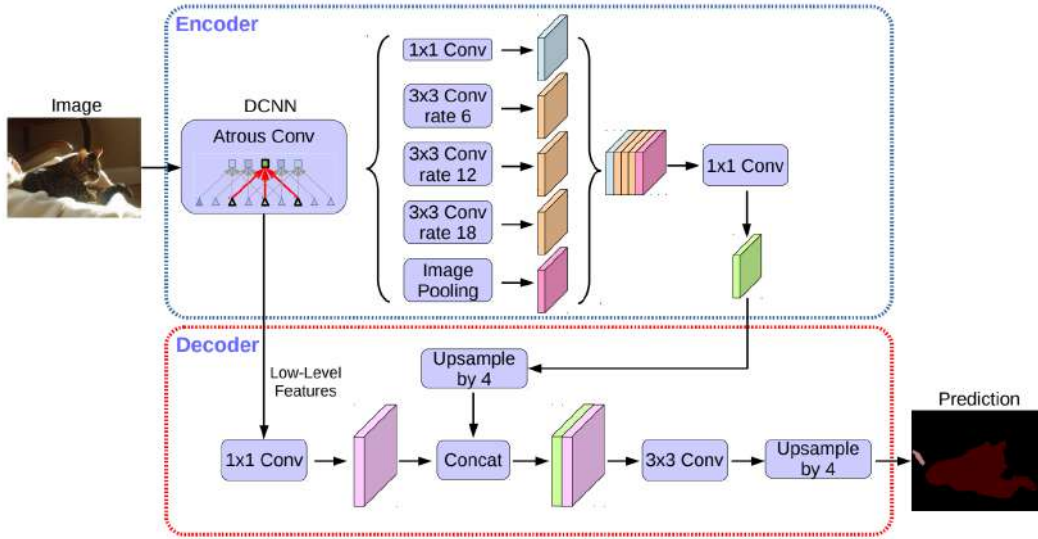 Encoder
Image
DCNN
Atrous Conv
1x1 Conv
3x3 Conv
rate 6
3x3 Conv
rate 12
3x3 Conv
rate 18
Image
Pooling
1x1 Conv
Decoder
Low-Level
Features
Upsample
by 4
1x1 Conv
Concat
3x3 Conv
Upsample
by 4
Prediction